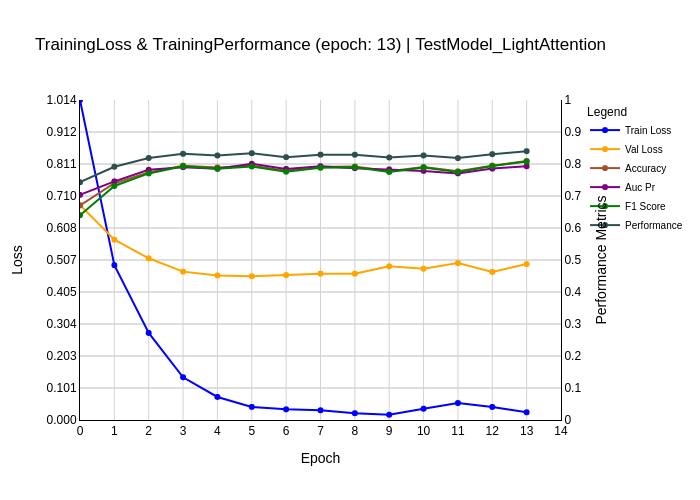 TrainingLoss & TrainingPerformance (epoch: 13) | TestModel_LightAttention
1.014
0.912
0.811
0.710
0.608
0.507
0.405
0.304
0.203
0.101
0.000
Loss
0 1 2 3 4 5 6 7 8 9 10 11 12 13 14
Epoch
1
0.9
0.8
0.7
0.6
0.5
0.4
0.3
0.2
0.1
0
Performance Metrics
Legend
Train Loss
Val Loss
Accuracy
Auc Pr
F1 Score
Performance